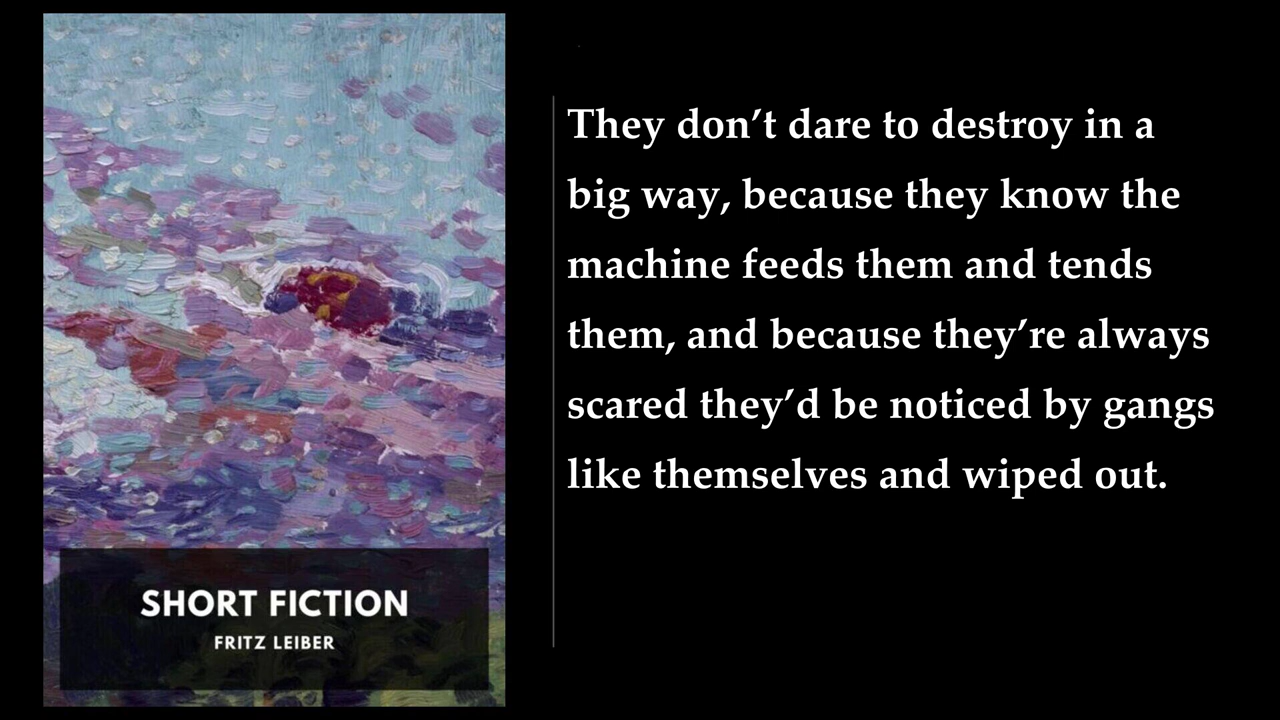 They don’t dare to destroy in a
big way, because they know the
machine feeds them and tends
them, and because they’re always
scared they’d be noticed by gangs
like themselves and wiped out.
SHORT FICTION
FRITZ LEIBER